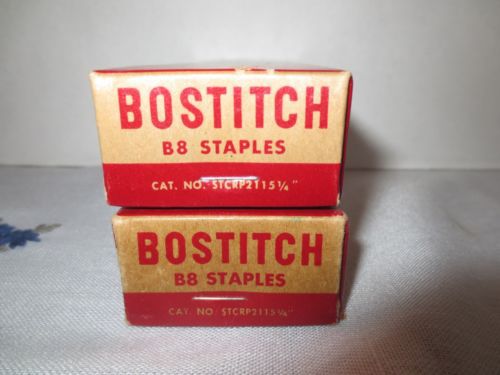 BOSTITCH
B8 STAPLES
CAT. NO. STCRP2115¼"
BOSTITCH
B8 STAPLES
CAT. NO. STCRP2115¼"